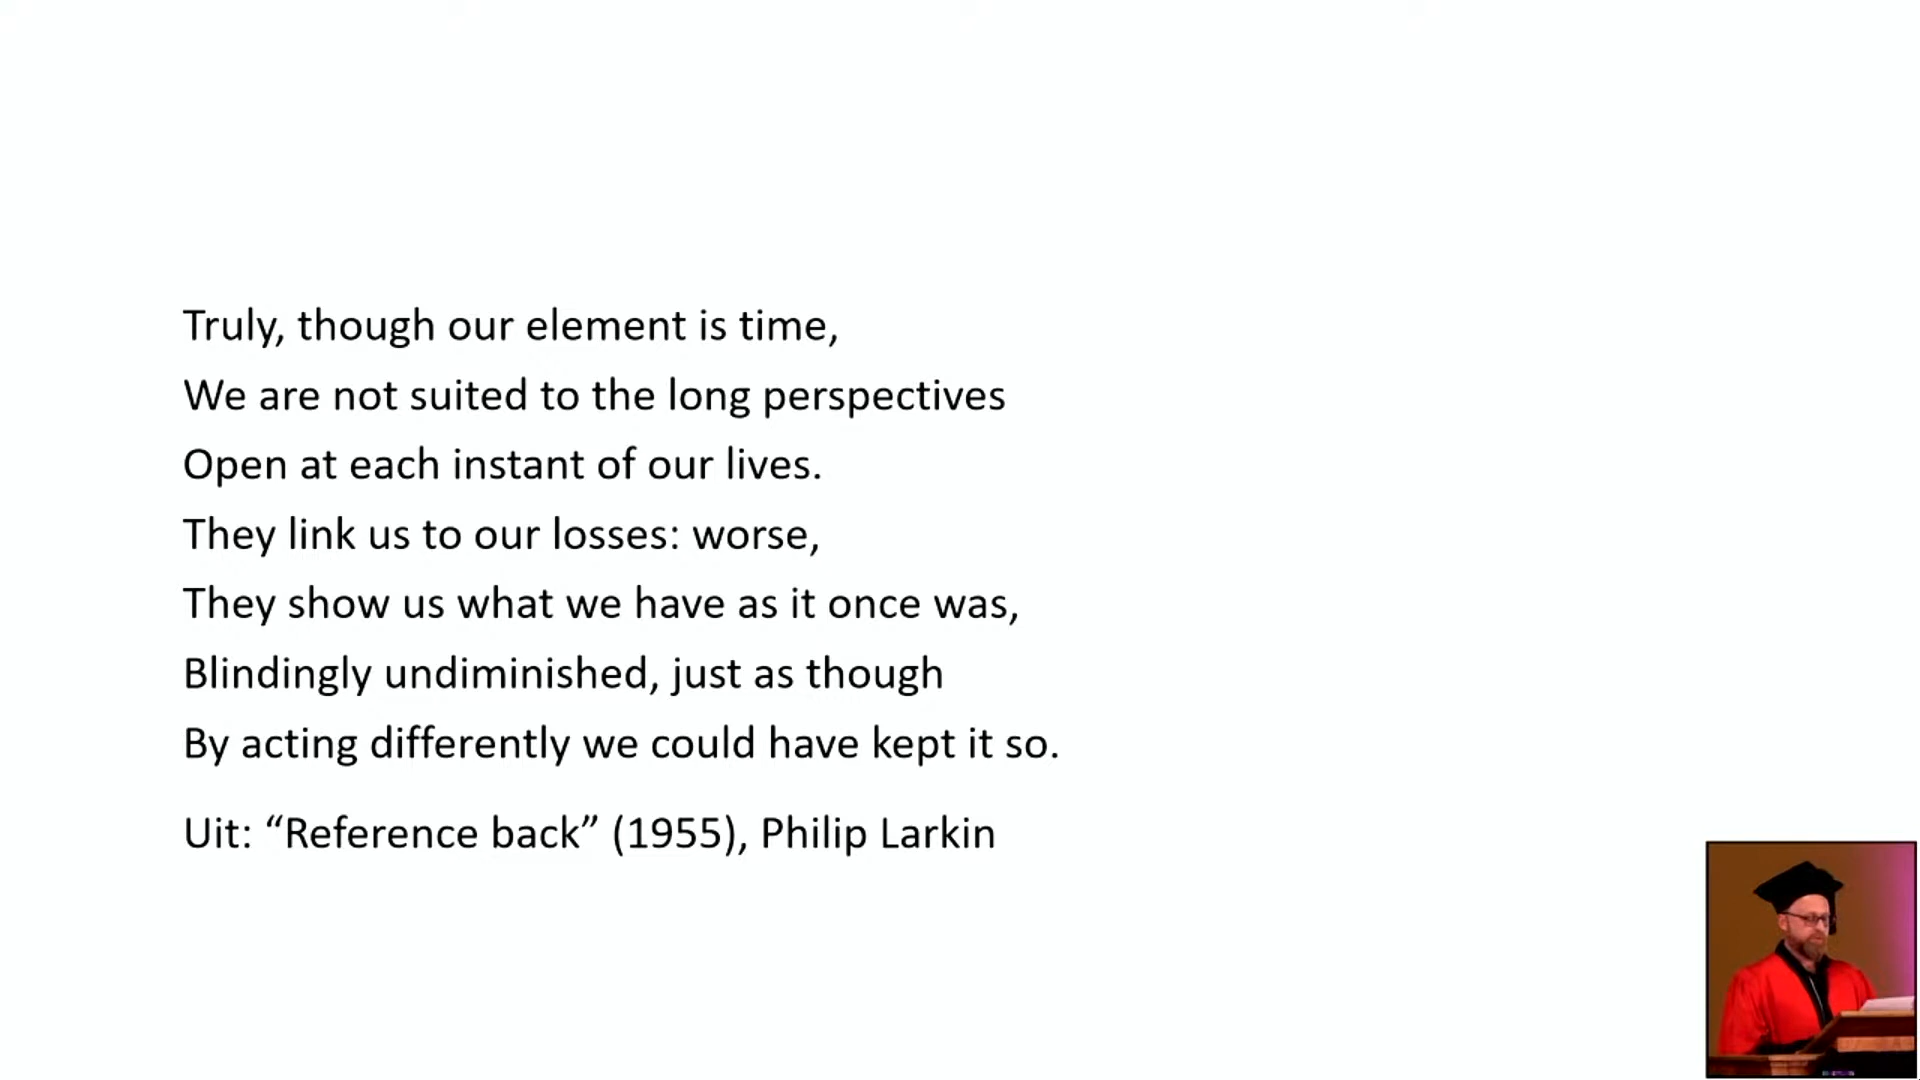 Truly, though our element is time,
We are not suited to the long perspectives
Open at each instant of our lives.
They link us to our losses: worse,
They show us what we have as it once was,
Blindingly undiminished, just as though
By acting differently we could have kept it so.
Uit: “Reference back” (1955), Philip Larkin